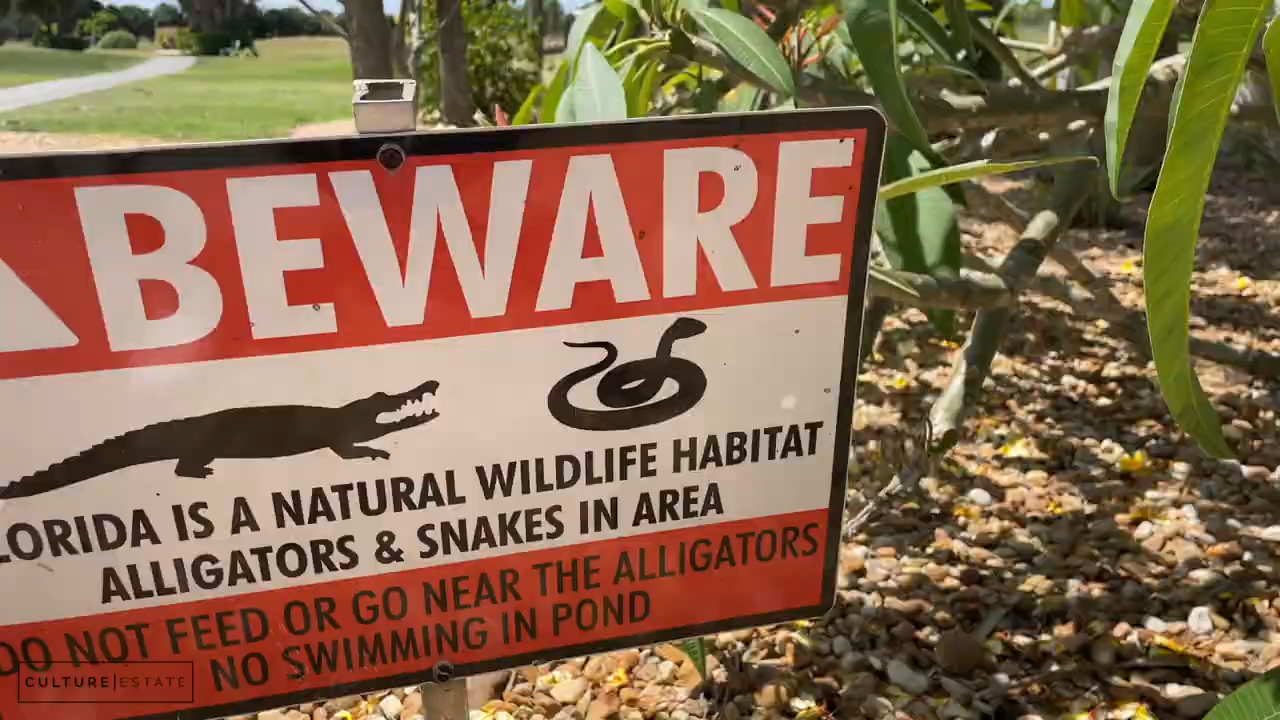 BEWARE
LORIDA IS A NATURAL WILDLIFE HABITAT
ALLIGATORS & SNAKES IN AREA
DO NOT FEED OR GO NEAR THE ALLIGATORS
NO SWIMMING IN POND
CULTURE|ESTATE